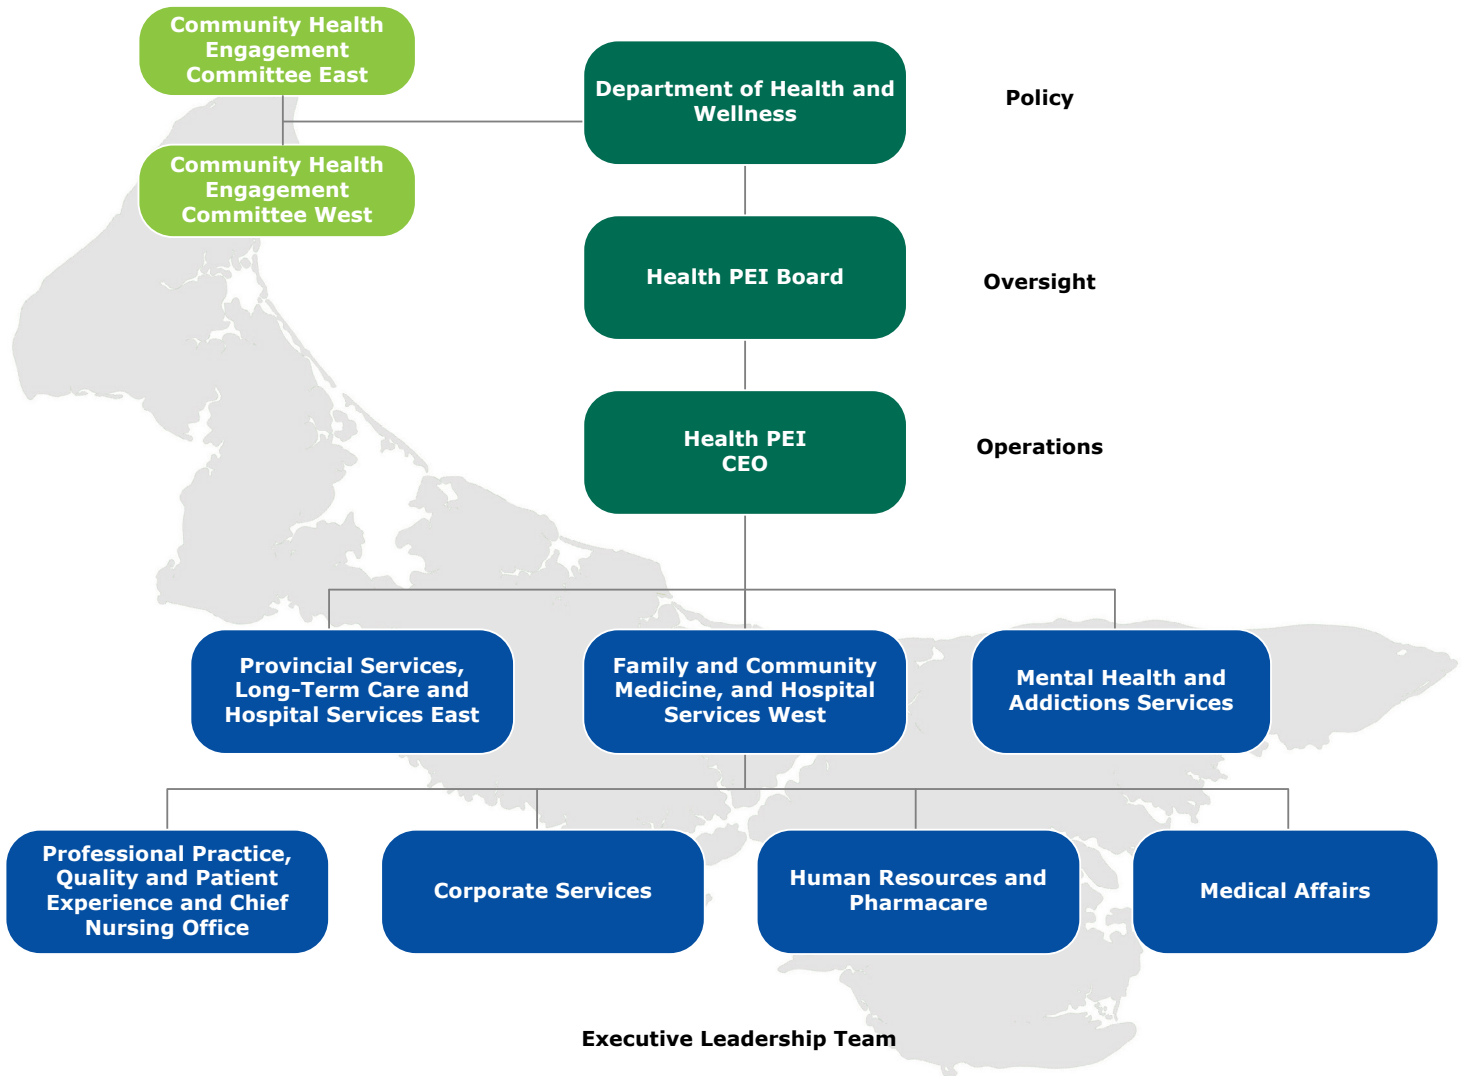 Community Health
Engagement
Committee East
Department of Health and
Wellness
Policy
Community Health
Engagement
Committee West
Health PEI Board
Oversight
Health PEI
CEO
Operations
Provincial Services,
Long-Term Care and
Hospital Services East
Family and Community
Medicine, and Hospital
Services West
Mental Health and
Addictions Services
Professional Practice,
Quality and Patient
Experience and Chief
Nursing Office
Corporate Services
Human Resources and
Pharmacare
Medical Affairs
Executive Leadership Team